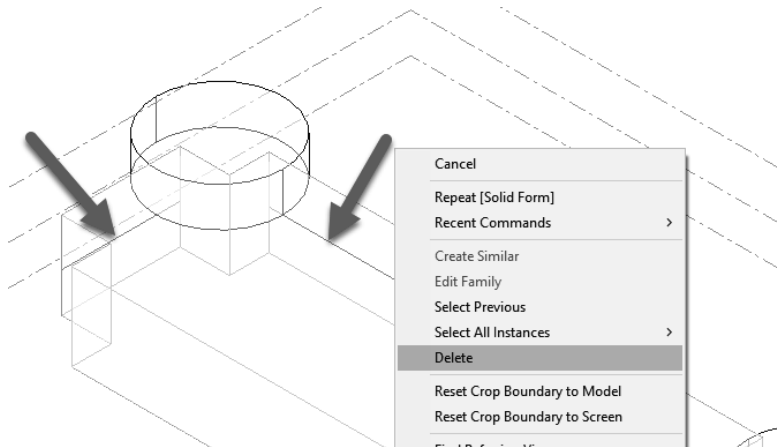 Cancel
Repeat [Solid Form]
Recent Commands
Create Similar
Edit Family
Select Previous
Select All Instances
Delete
Reset Crop Boundary to Model
Reset Crop Boundary to Screen